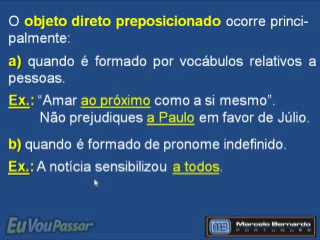 O objeto direto preposicionado ocorre princi-
palmente:
a) quando é formado por vocábulos relativos a
pessoas.
Ex.: “Amar ao próximo como a si mesmo”.
Não prejudiques a Paulo em favor de Júlio.
b) quando é formado de pronome indefinido.
Ex.: A notícia sensibilizou a todos.
EuVouPassar
MB Marcelo Bernardo
PORTUGUÊS